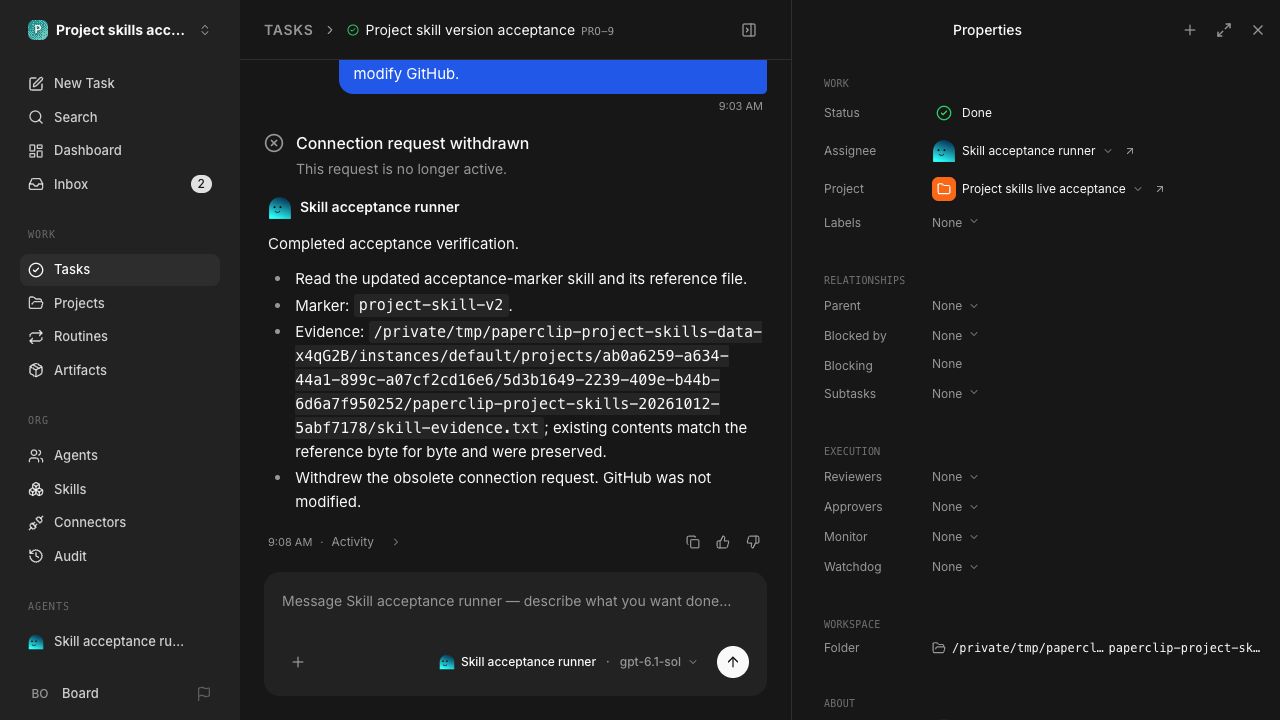 P Project skills acc...
New Task
Search
Dashboard
Inbox 2
WORK
Tasks
Projects
Routines
Artifacts
ORG
Agents
Skills
Connectors
Audit
AGENTS
Skill acceptance ru...
BO Board
TASKS Project skill version acceptance PRO-9
modify GitHub.
9:03 AM
Connection request withdrawn
This request is no longer active.
Skill acceptance runner
Completed acceptance verification.
Read the updated acceptance-marker skill and its reference file.
Marker: project-skill-v2.
Evidence: /private/tmp/paperclip-project-skills-data-
x4qG2B/instances/default/projects/ab0a6259-a634-
44a1-899c-a07cf2cd16e6/5d3b1649-2239-409e-b44b-
6d6a7f950252/paperclip-project-skills-20261012-
5abf7178/skill-evidence.txt; existing contents match the
reference byte for byte and were preserved.
Withdrew the obsolete connection request. GitHub was not
modified.
9:08 AM · Activity
Message Skill acceptance runner — describe what you want done...
Skill acceptance runner · gpt-6.1-sol
Properties
WORK
Status Done
Assignee Skill acceptance runner
Project Project skills live acceptance
Labels None
RELATIONSHIPS
Parent None
Blocked by None
Blocking None
Subtasks None
EXECUTION
Reviewers None
Approvers None
Monitor None
Watchdog None
WORKSPACE
Folder /private/tmp/papercl… paperclip-project-sk…
ABOUT